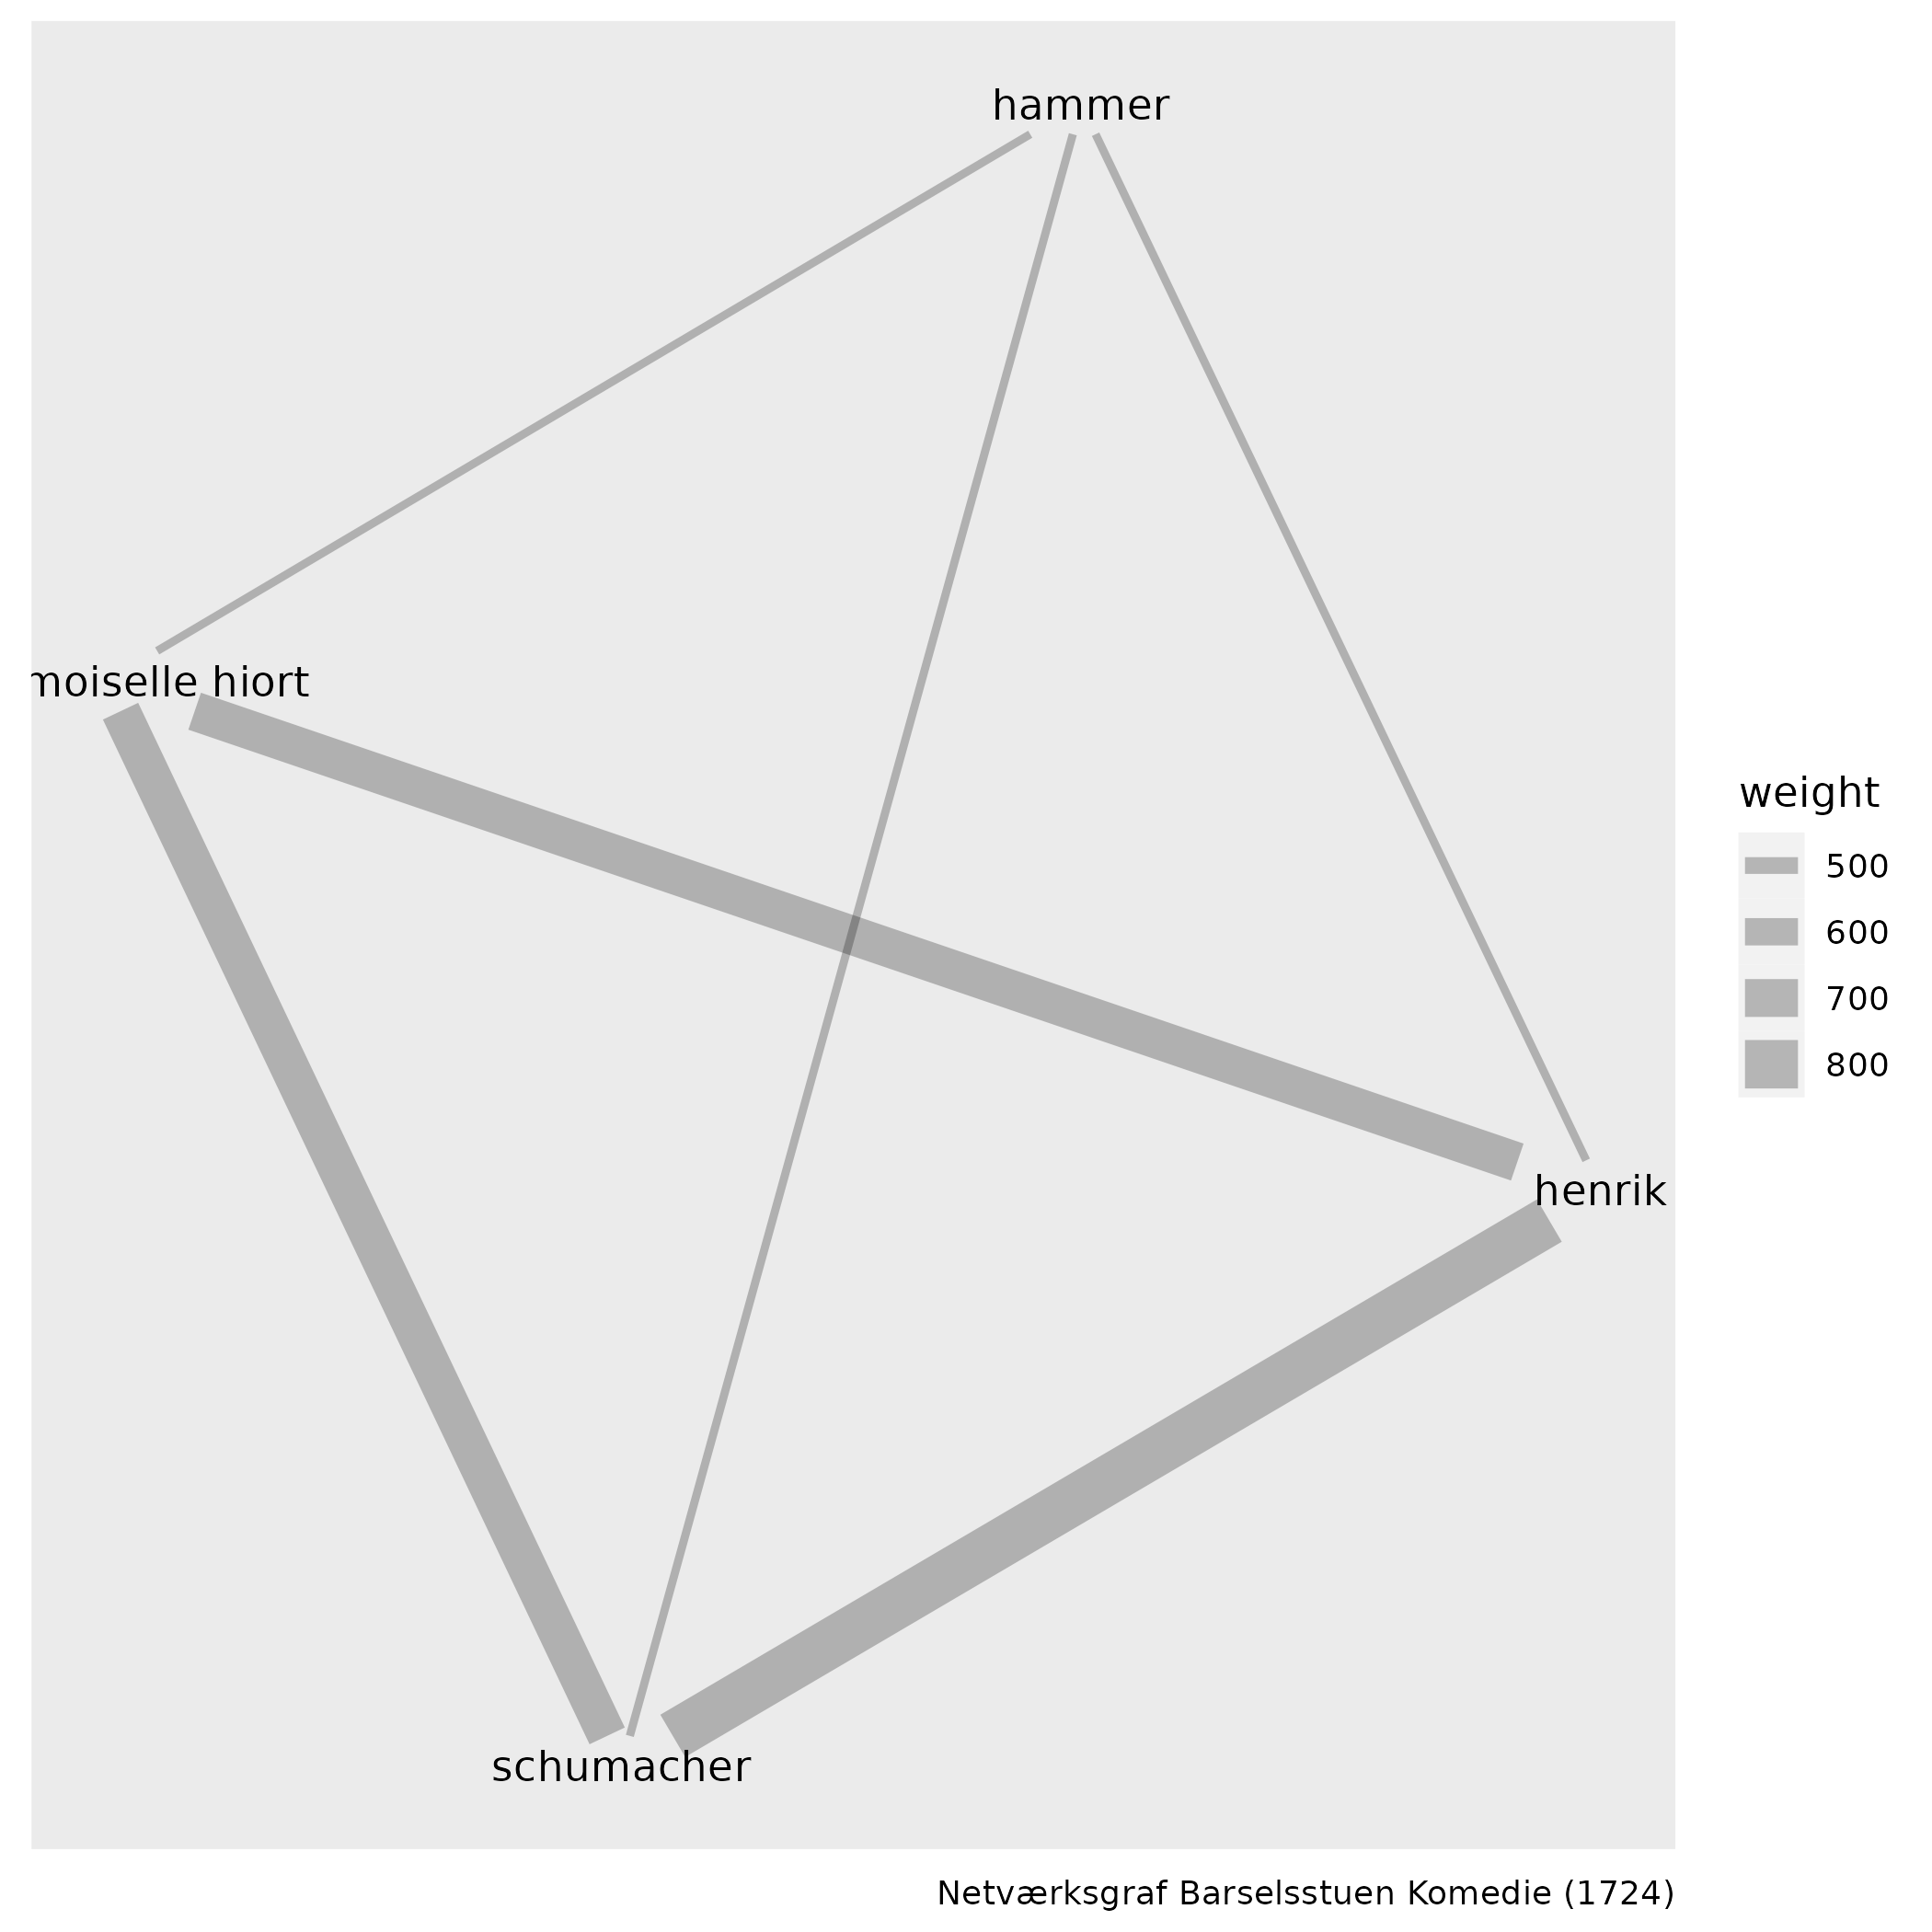 hammer
moiselle hiort
henrik
schumacher
weight
500
600
700
800
Netværksgraf Barselsstuen Komedie (1724)